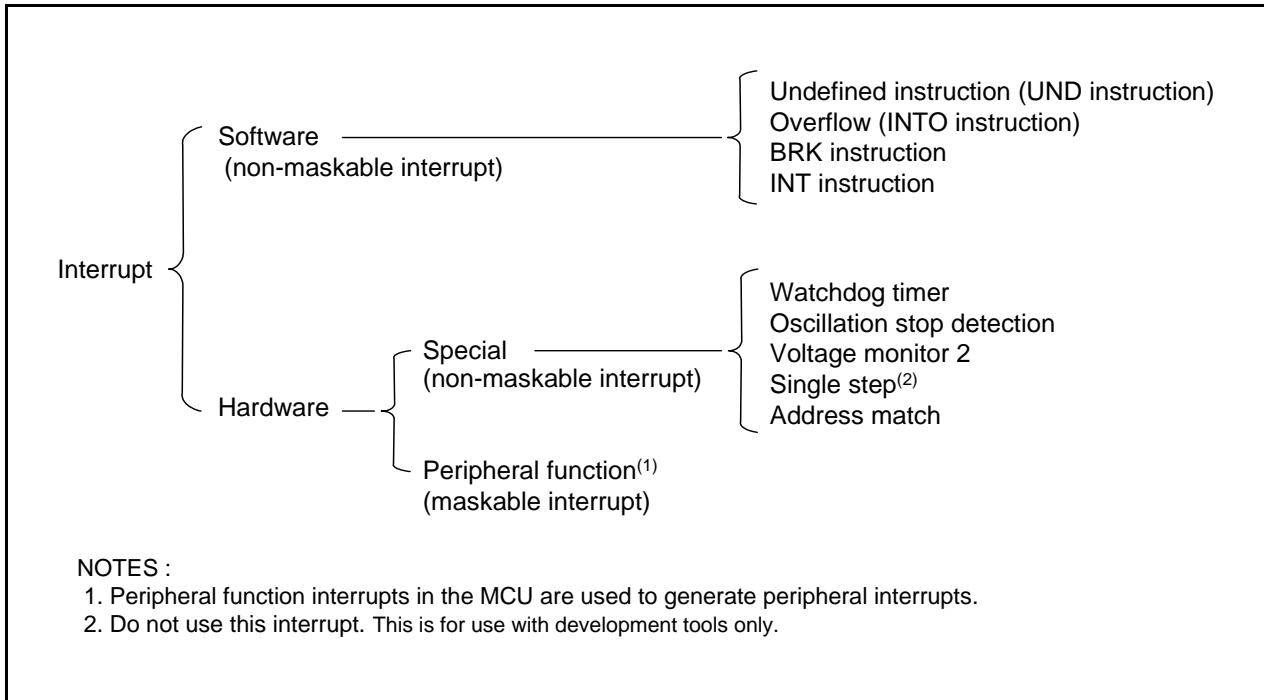 Interrupt
Software
(non-maskable interrupt)
Undefined instruction (UND instruction)
Overflow (INTO instruction)
BRK instruction
INT instruction
Hardware
Special
(non-maskable interrupt)
Watchdog timer
Oscillation stop detection
Voltage monitor 2
Single step(2)
Address match
Peripheral function(1)
(maskable interrupt)
NOTES :
1. Peripheral function interrupts in the MCU are used to generate peripheral interrupts.
2. Do not use this interrupt. This is for use with development tools only.